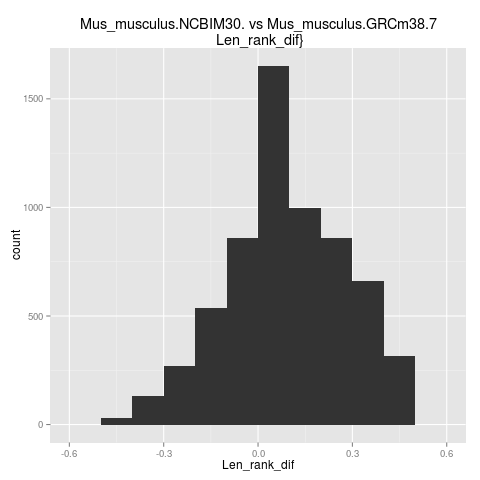 Mus_musculus.NCBIM30. vs Mus_musculus.GRCm38.7
Len_rank_dif}
1500
1000
500
0
count
-0.6 -0.3 0.0 0.3 0.6
Len_rank_dif